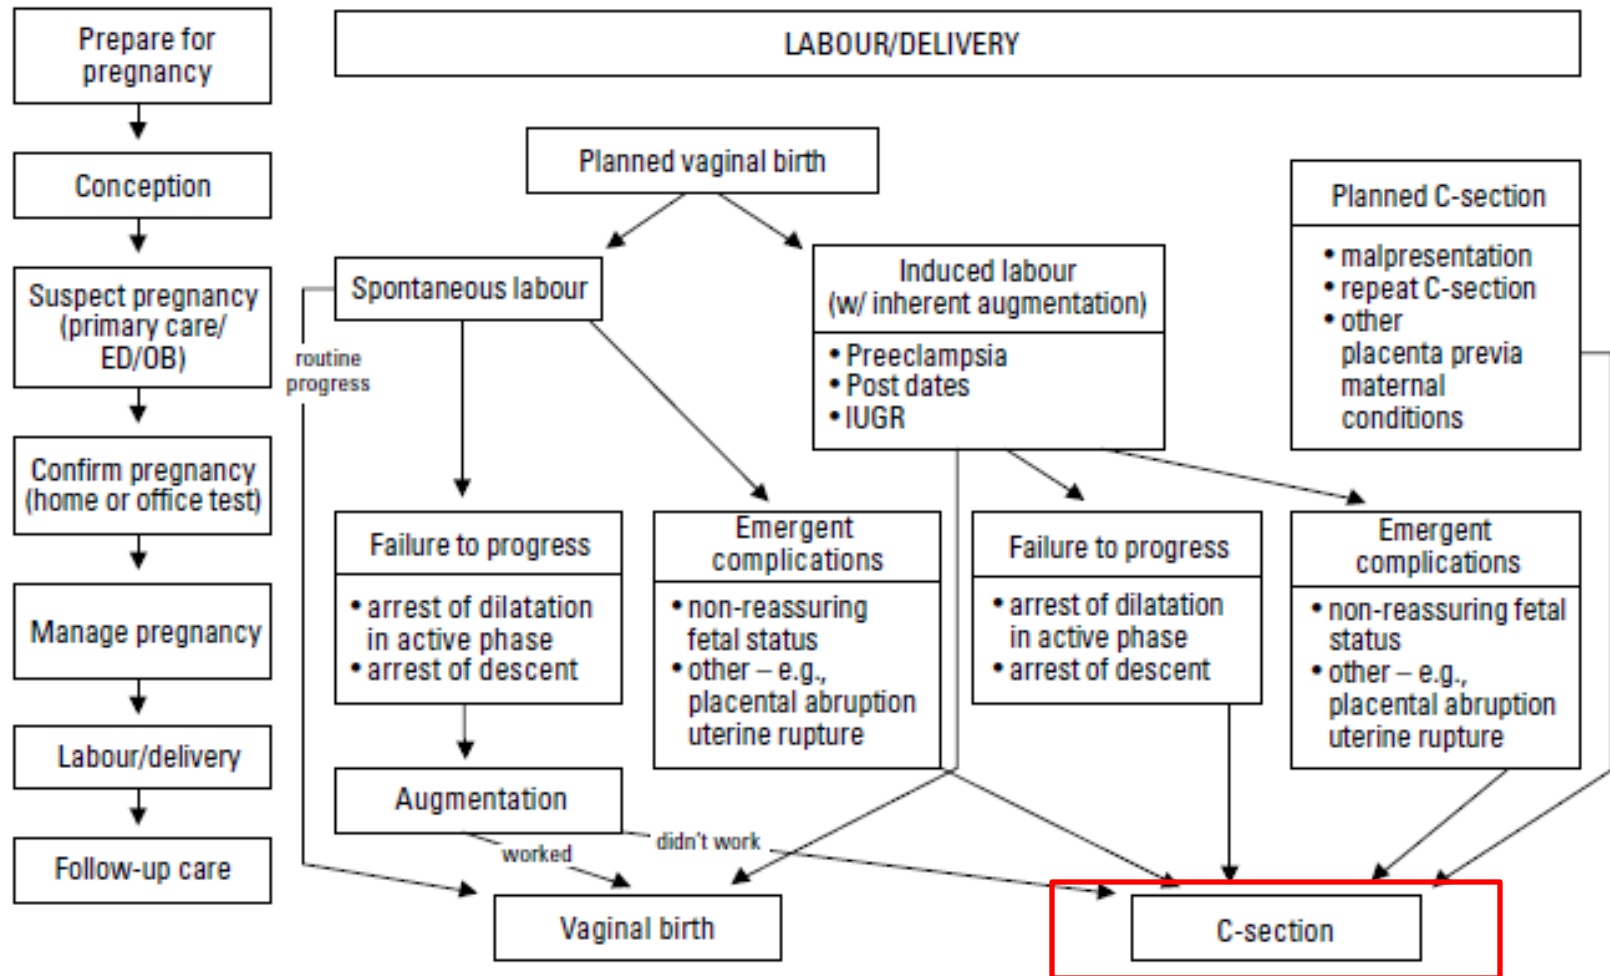 Prepare for
pregnancy
Conception
Suspect pregnancy
(primary care/
ED/OB)
Confirm pregnancy
(home or office test)
Manage pregnancy
Labour/delivery
Follow-up care
LABOUR/DELIVERY
Planned vaginal birth
Spontaneous labour
routine
progress
Induced labour
(w/ inherent augmentation)
• Preeclampsia
• Post dates
• IUGR
Planned C-section
• malpresentation
• repeat C-section
• other
placenta previa
maternal
conditions
Failure to progress
• arrest of dilatation
in active phase
• arrest of descent
Emergent
complications
• non-reassuring
fetal status
• other – e.g.,
placental abruption
uterine rupture
Failure to progress
• arrest of dilatation
in active phase
• arrest of descent
Emergent
complications
• non-reassuring fetal
status
• other – e.g.,
placental abruption
uterine rupture
Augmentation
worked
didn't work
Vaginal birth
C-section